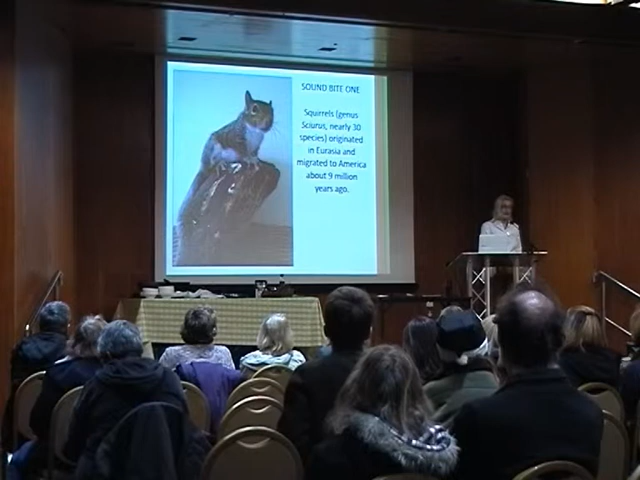 SOUND BITE ONE
Squirrels (genus
Sciurus, nearly 30
species) originated
in Eurasia and
migrated to America
about 9 million
years ago.